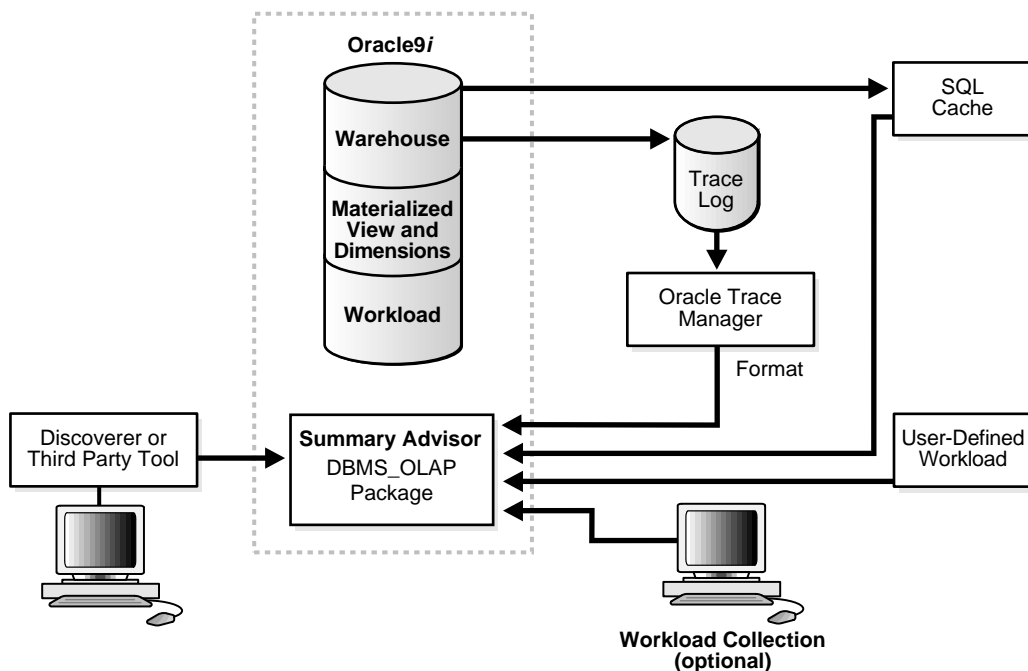 Oracle9i
SQL
Cache
Warehouse
Trace
Log
Materialized
View and
Dimensions
Oracle Trace
Manager
Workload
Format
Discoverer or
Third Party Tool
Summary Advisor
DBMS_OLAP
Package
User-Defined
Workload
Workload Collection
(optional)